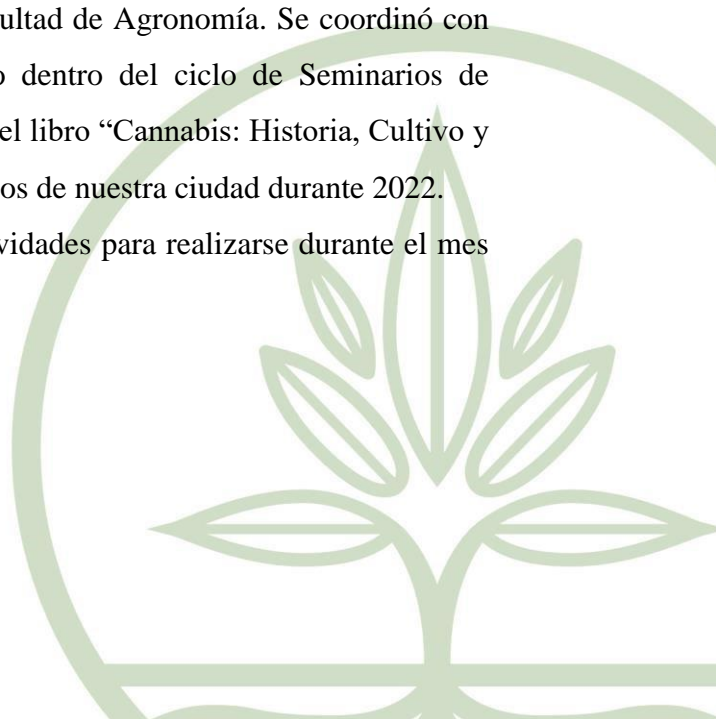 ultad de Agronomía. Se coordinó con
dentro del ciclo de Seminarios de
el libro “Cannabis: Historia, Cultivo y
os de nuestra ciudad durante 2022.
vidades para realizarse durante el mes